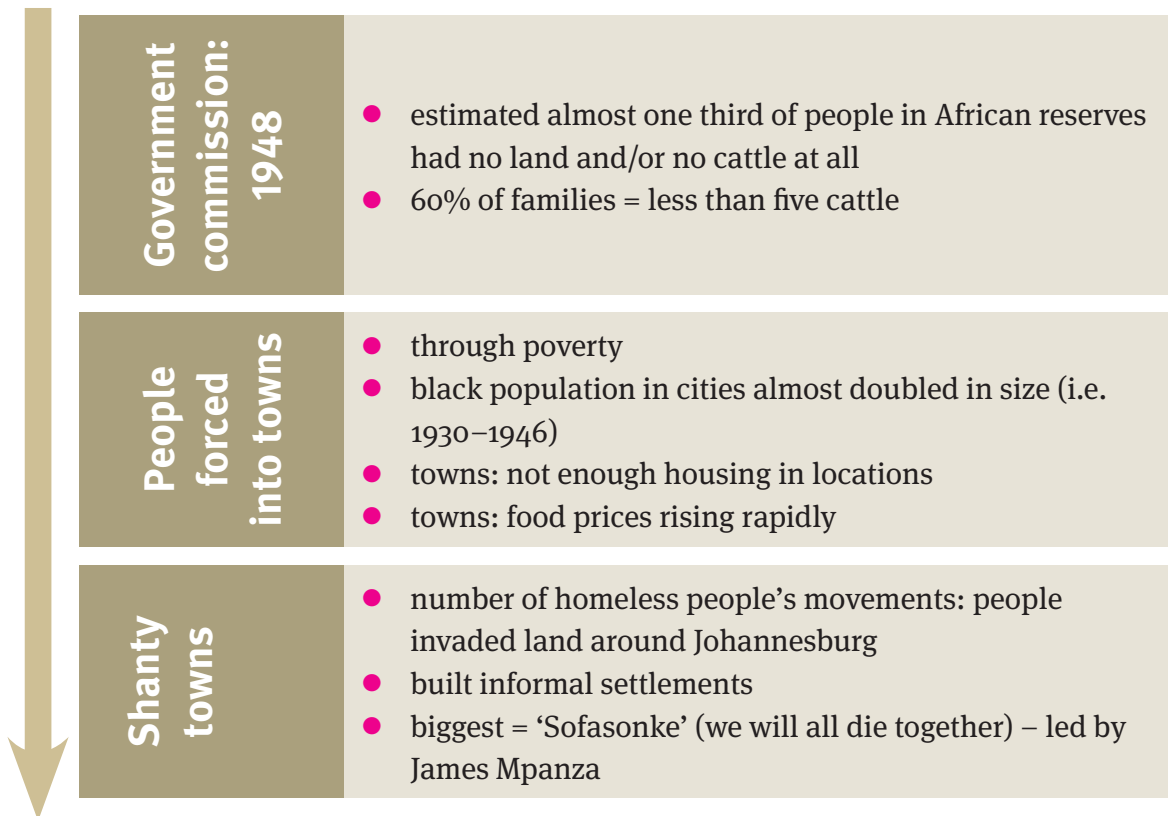 Government
commission:
1948
● estimated almost one third of people in African reserves
had no land and/or no cattle at all
● 60% of families = less than five cattle
People
forced
into towns
● through poverty
● black population in cities almost doubled in size (i.e.
1930–1946)
● towns: not enough housing in locations
● towns: food prices rising rapidly
Shanty
towns
● number of homeless people’s movements: people
invaded land around Johannesburg
● built informal settlements
● biggest = ‘Sofasonke’ (we will all die together) – led by
James Mpanza